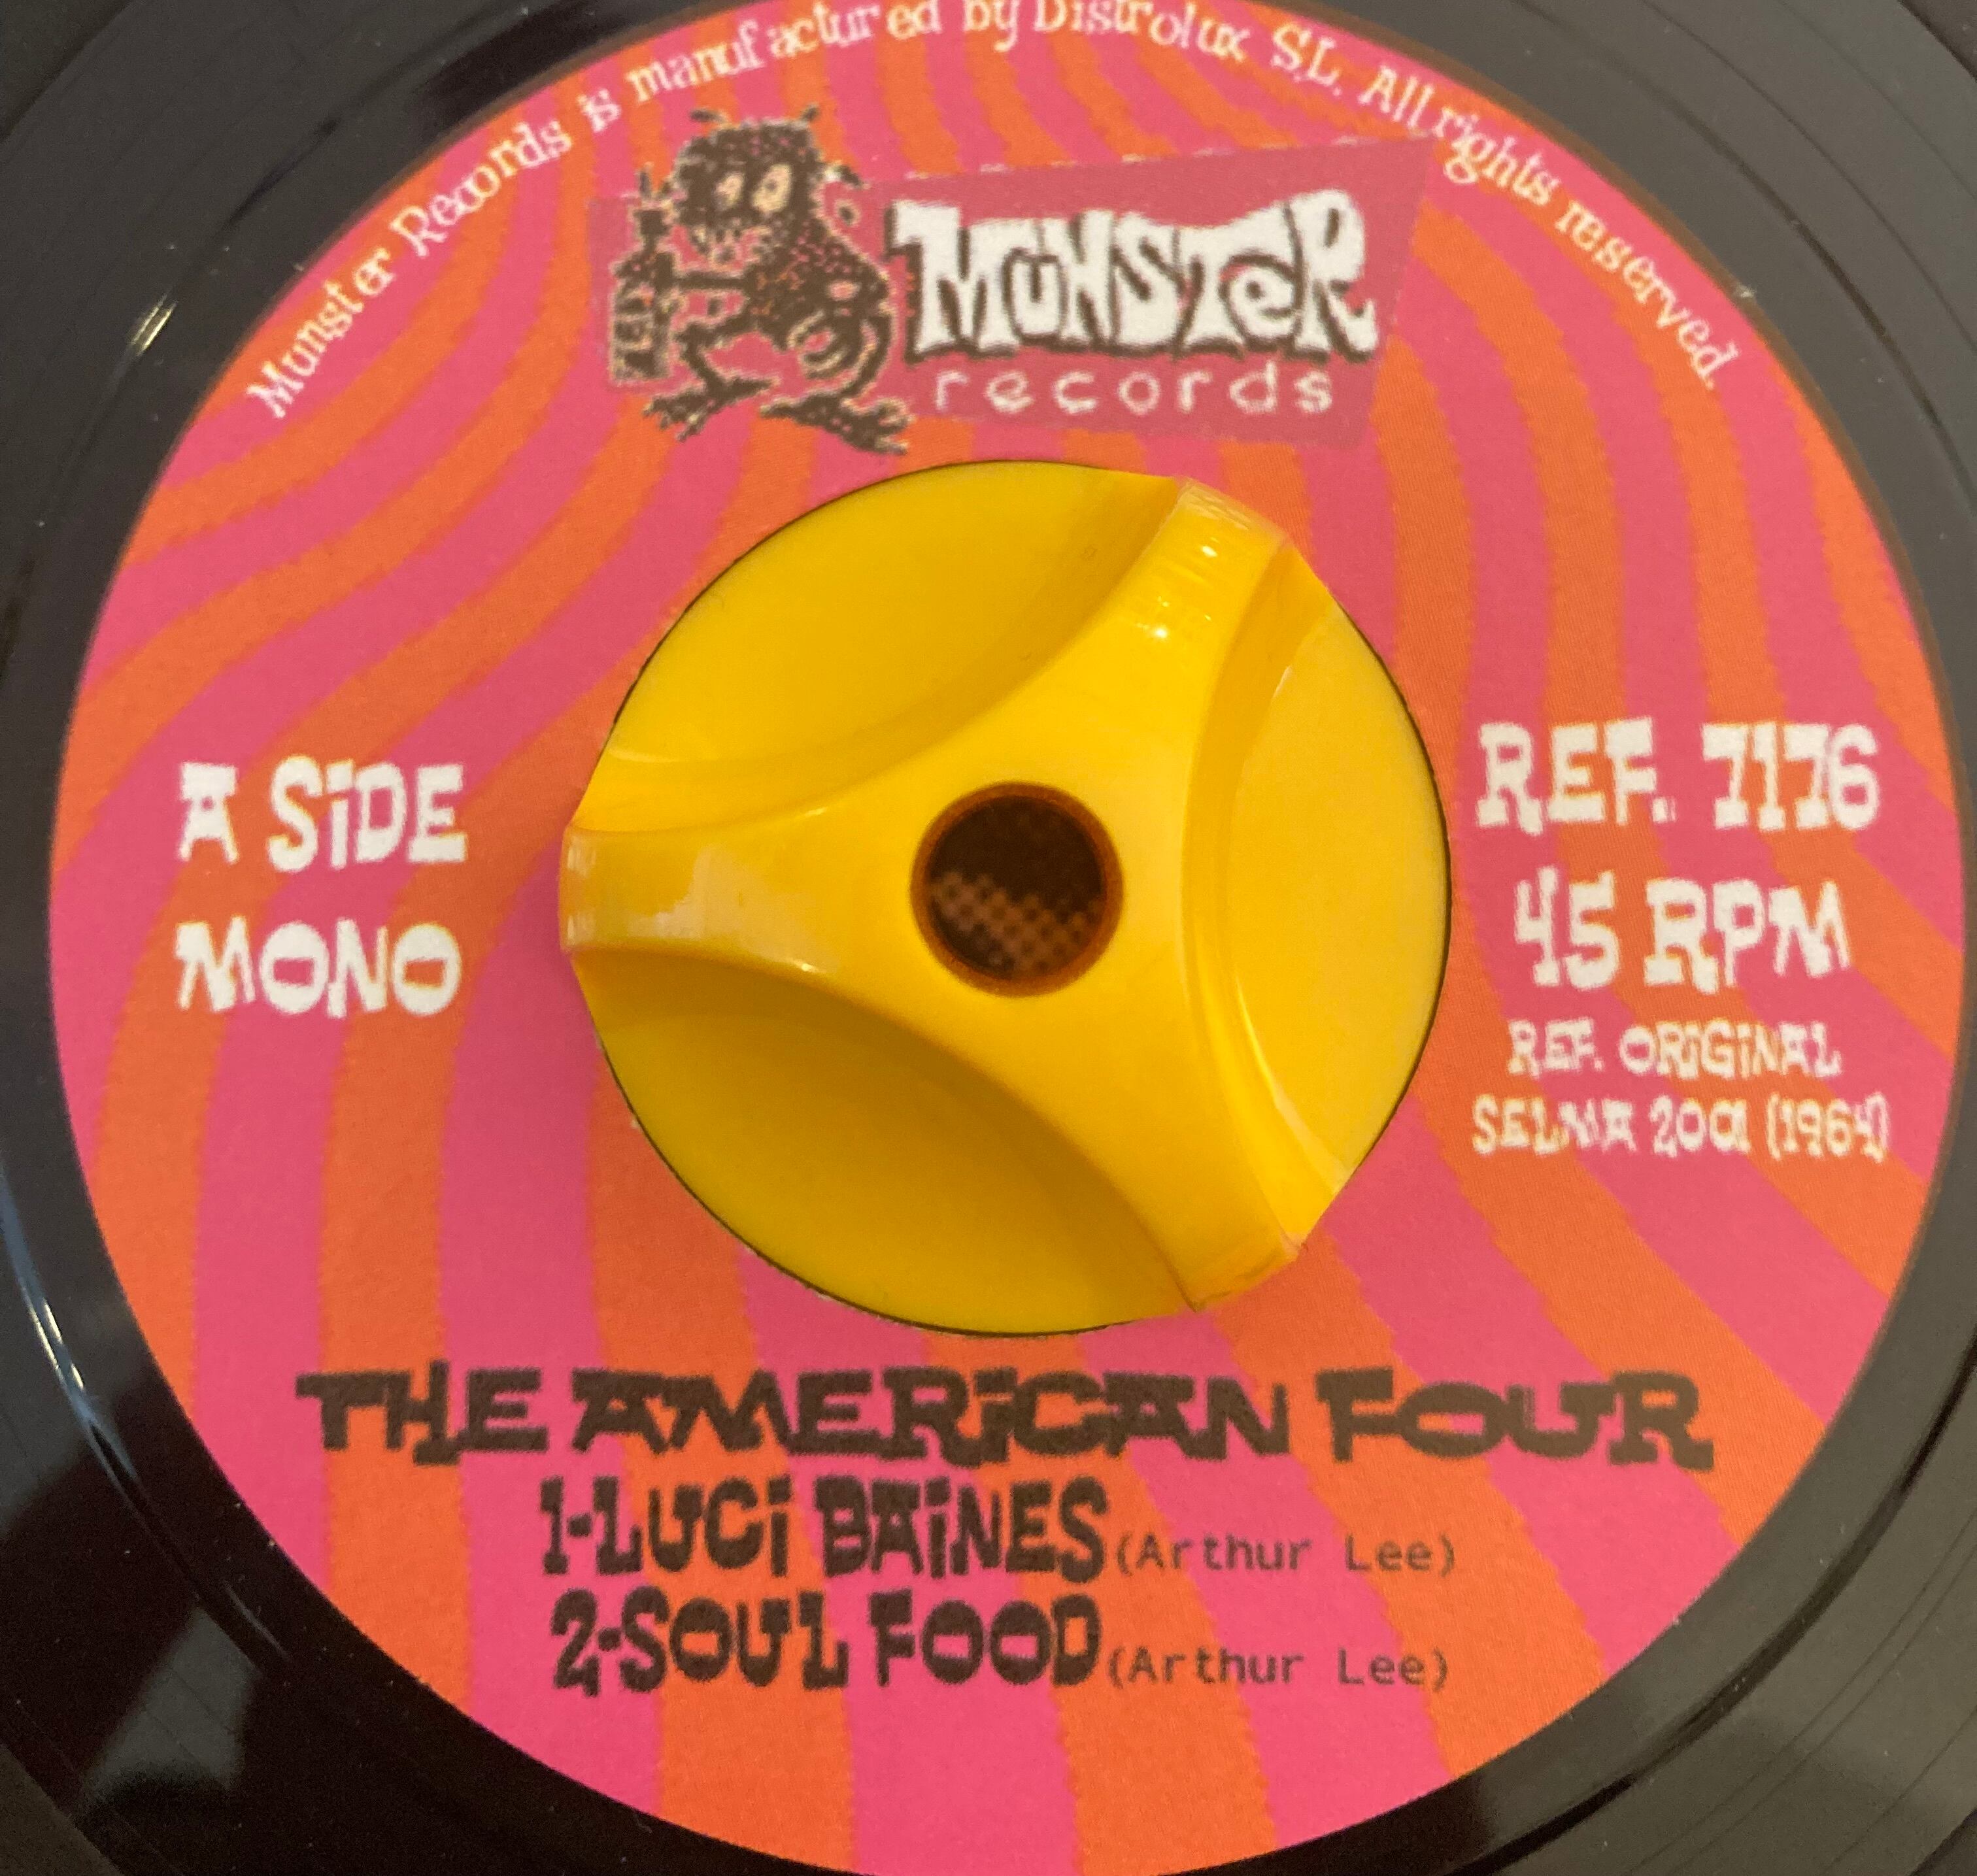 Munster Records is manufactured by Distrolux S.L. All rights reserved.
MÜNSTER
records
A SIDE
MONO
REF. 7176
45 RPM
REF. ORIGINAL
SELMA 2001 (1964)
THE AMERICAN FOUR
1-LUCI BAINES (Arthur Lee)
2-SOUL FOOD (Arthur Lee)